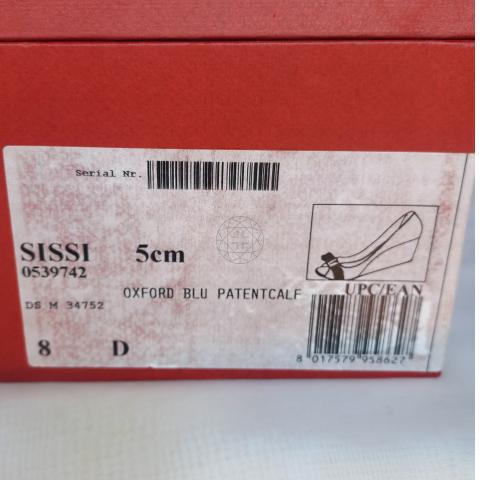 Serial Nr.
SISSI 5cm
0539742
OXFORD BLU PATENTCALF
UPC/EAN
DS M 34752
8 D
8 017579 958627